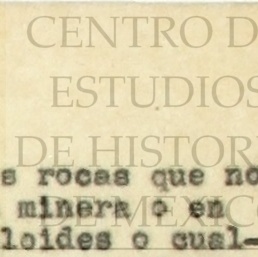 CENTRO D
ESTUDIOS
DE HISTOR
s rocas que no
DE MEXICO
minera o en
loides o cual-